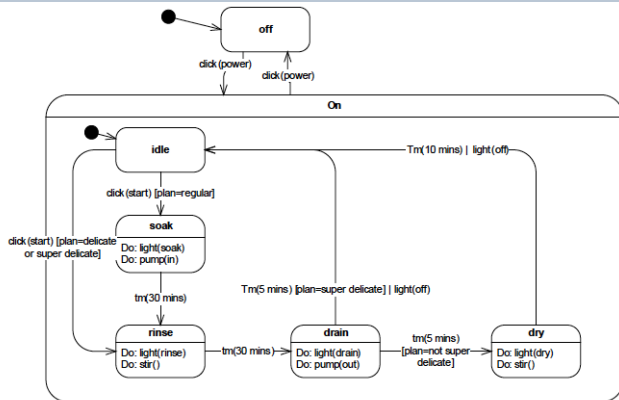 off
click(power)
click(power)
On
idle
Tm(10 mins) | light(off)
click(start) [plan=regular]
soak
Do: light(soak)
Do: pump(in)
click(start) [plan=delicate
or super delicate]
Tm(5 mins) [plan=super delicate] | light(off)
tm(30 mins)
rinse
Do: light(rinse)
Do: stir()
tm(30 mins)
drain
Do: light(drain)
Do: pump(out)
tm(5 mins)
[plan=not super
delicate]
dry
Do: light(dry)
Do: stir()